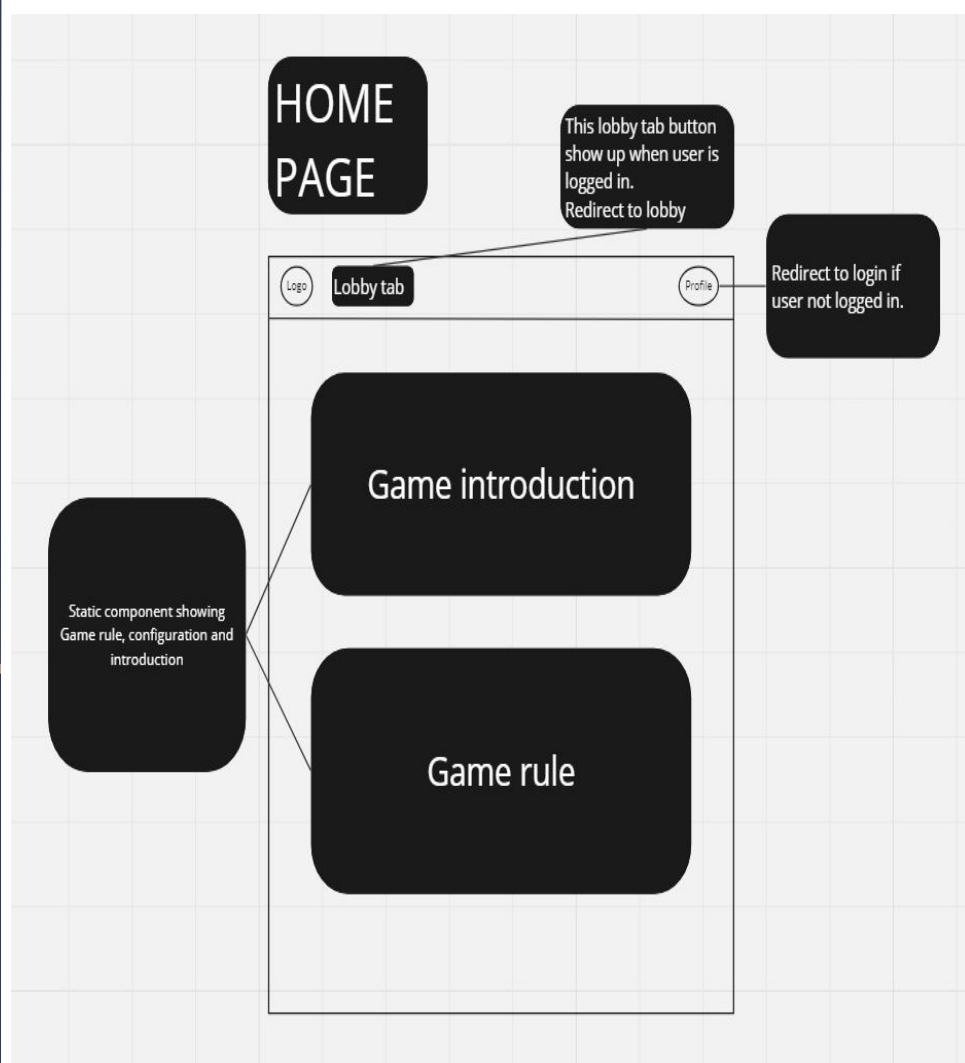 HOME
PAGE
This lobby tab button
show up when user is
logged in.
Redirect to lobby
Logo
Lobby tab
Profile
Redirect to login if
user not logged in.
Game introduction
Static component showing
Game rule, configuration and
introduction
Game rule